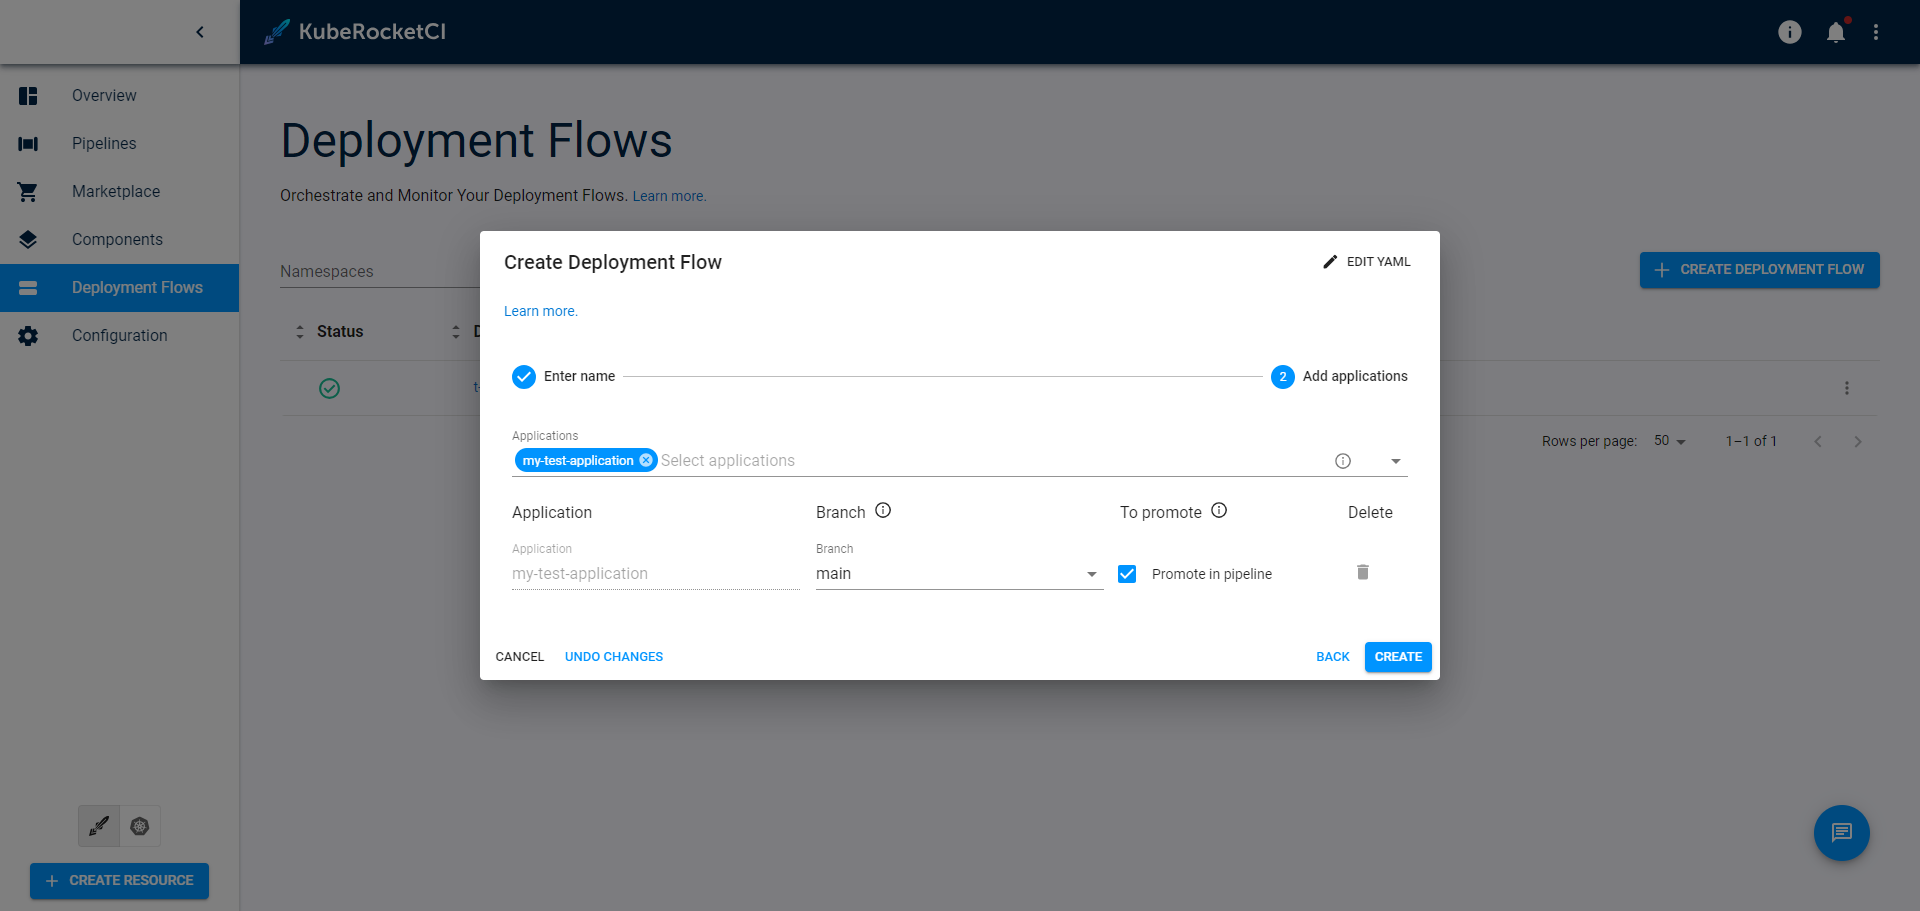 KubeRocketCI
Overview
Pipelines
Marketplace
Components
Deployment Flows
Configuration
CREATE RESOURCE
Deployment Flows
Orchestrate and Monitor Your Deployment Flows. Learn more.
Namespaces
CREATE DEPLOYMENT FLOW
Status
Rows per page: 50 1–1 of 1
Create Deployment Flow
EDIT YAML
Learn more.
Enter name
2 Add applications
Applications
my-test-application Select applications
Application Branch To promote Delete
Application Branch
my-test-application main Promote in pipeline
CANCEL UNDO CHANGES BACK CREATE